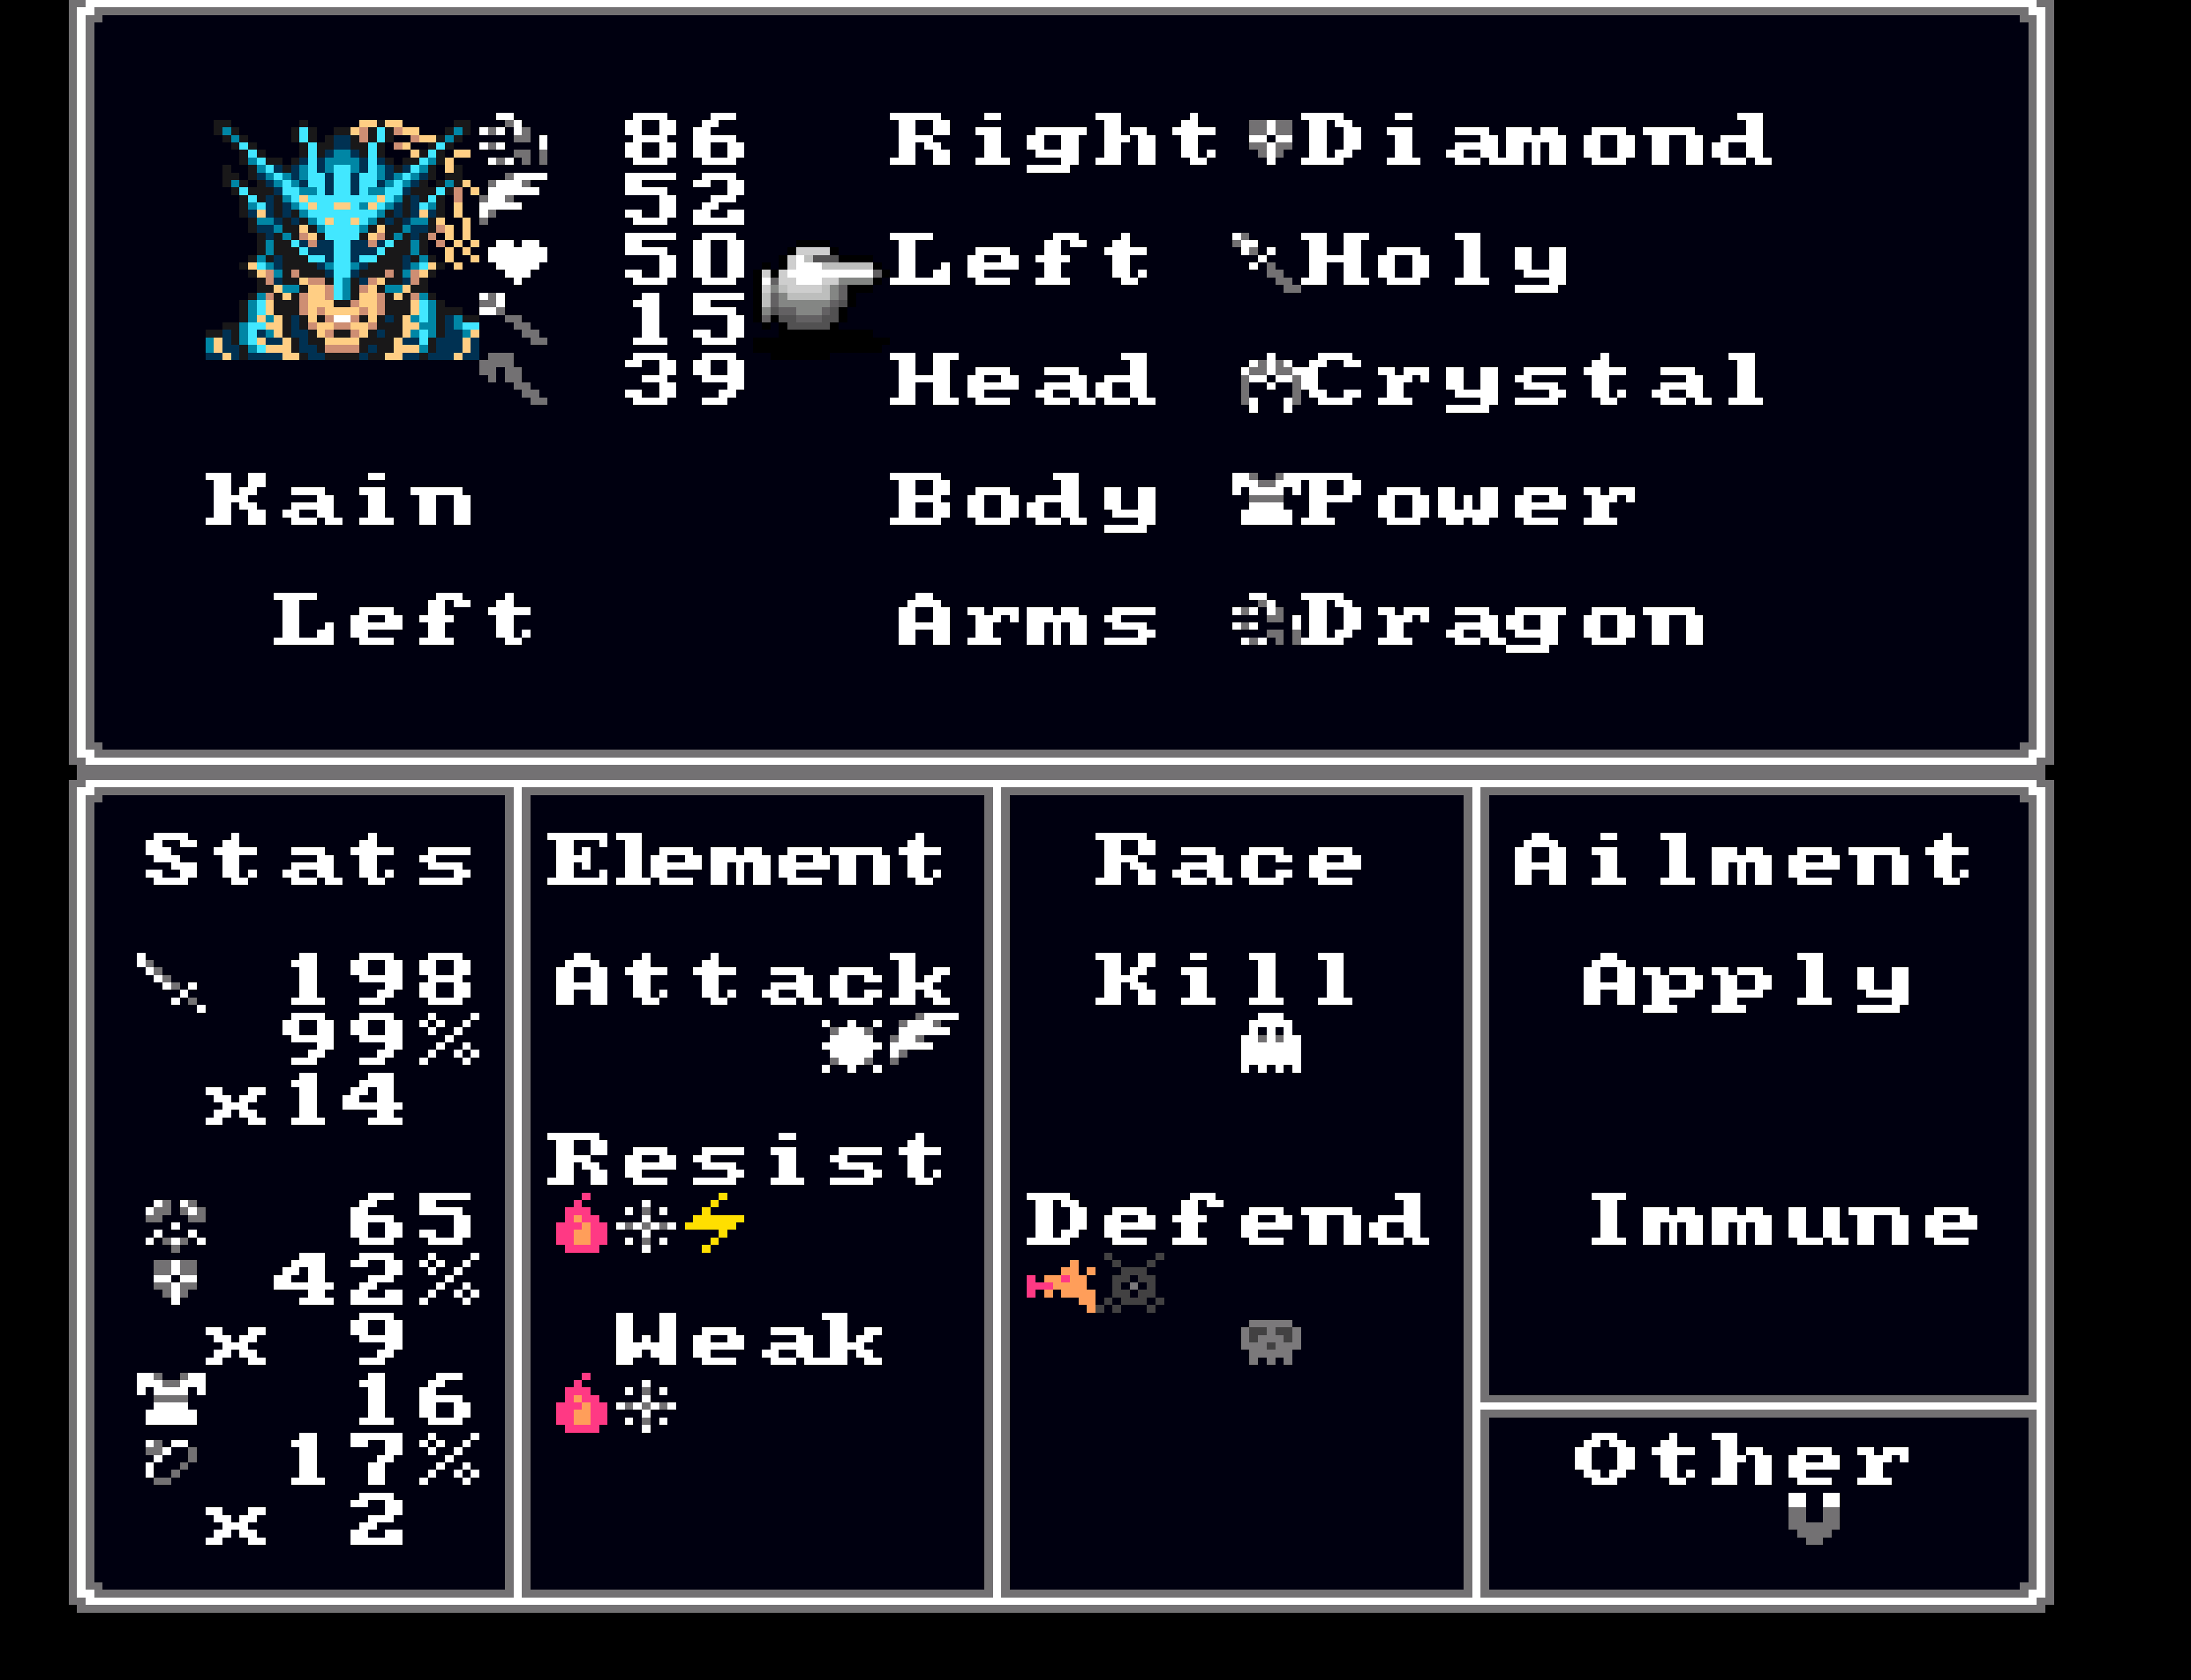 86 Right Diamond
52
50 Left Holy
15
39 Head Crystal
Kain Body Power
Left Arms Dragon
Stats Element Race Ailment
198 Attack Kill Apply
99%
x14
Resist
65 Defend Immune
42%
x 9 Weak
16
17% Other
x 2